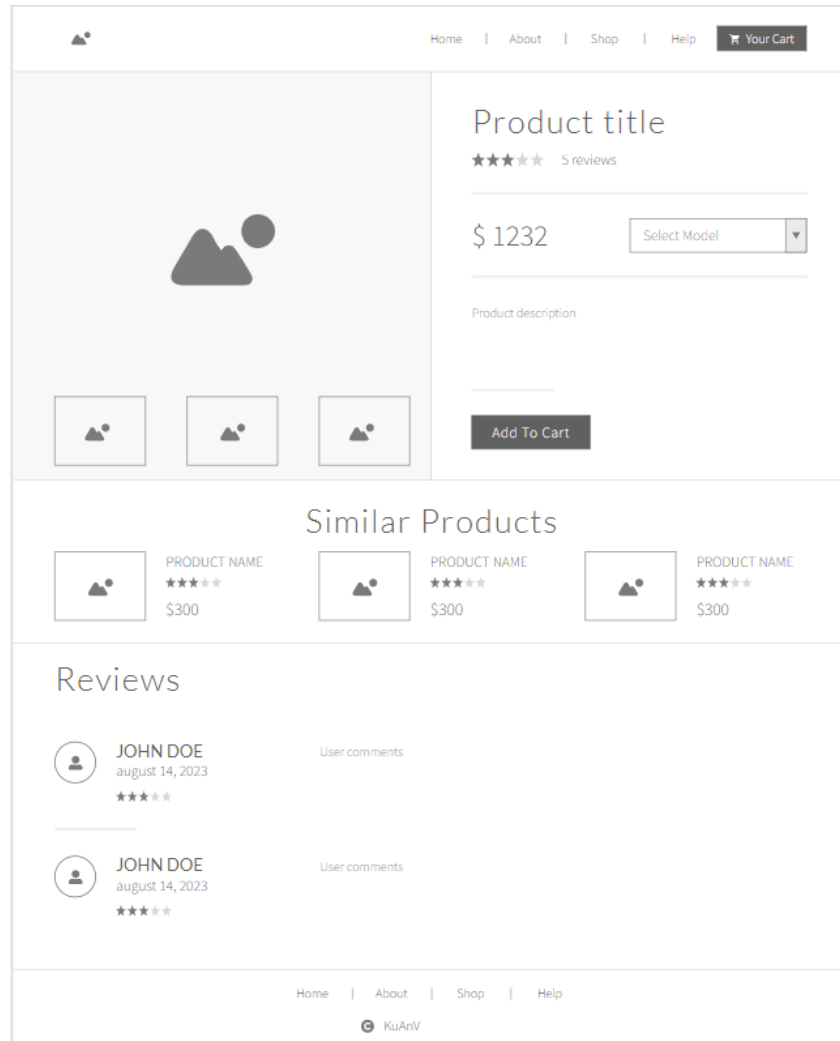 Home | About | Shop | Help Your Cart
Product title
5 reviews
$ 1232 Select Model
Product description
Add To Cart
Similar Products
PRODUCT NAME PRODUCT NAME PRODUCT NAME
$300 $300 $300
Reviews
JOHN DOE User comments
august 14, 2023
JOHN DOE User comments
august 14, 2023
Home | About | Shop | Help
© KuAnV